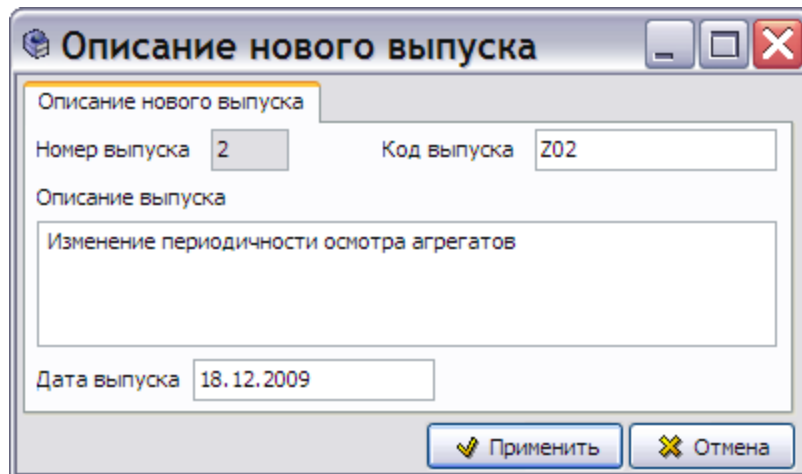 Описание нового выпуска
Описание нового выпуска
Номер выпуска 2 Код выпуска Z02
Описание выпуска
Изменение периодичности осмотра агрегатов
Дата выпуска 18.12.2009
Применить Отмена